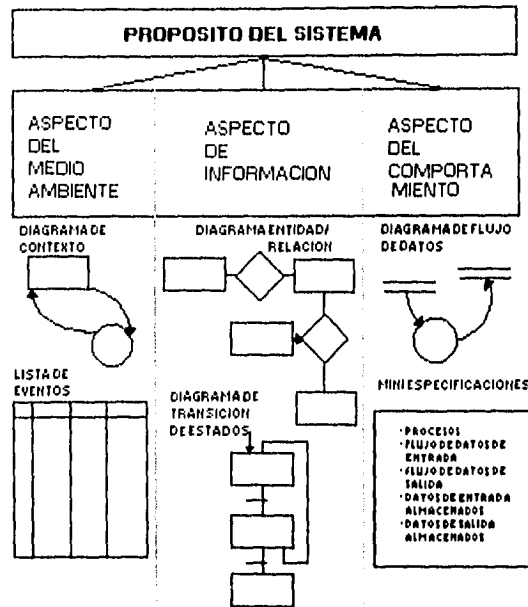 PROPOSITO DEL SISTEMA
ASPECTO
DEL
MEDIO
AMBIENTE
ASPECTO
DE
INFORMACION
ASPECTO
DEL
COMPORTA
MIENTO
DIAGRAMA DE
CONTEXTO
LISTA DE
EVENTOS
DIAGRAMA ENTIDAD/
RELACION
DIAGRAMA DE
TRANSICION
DE ESTADOS
DIAGRAMA DE FLUJO
DE DATOS
MINI ESPECIFICACIONES
· PROCESOS
· FLUJO DE DATOS DE
ENTRADA
· FLUJO DE DATOS DE
SALIDA
· DATOS DE ENTRADA
ALMACENADOS
· DATOS DE SALIDA
ALMACENADOS